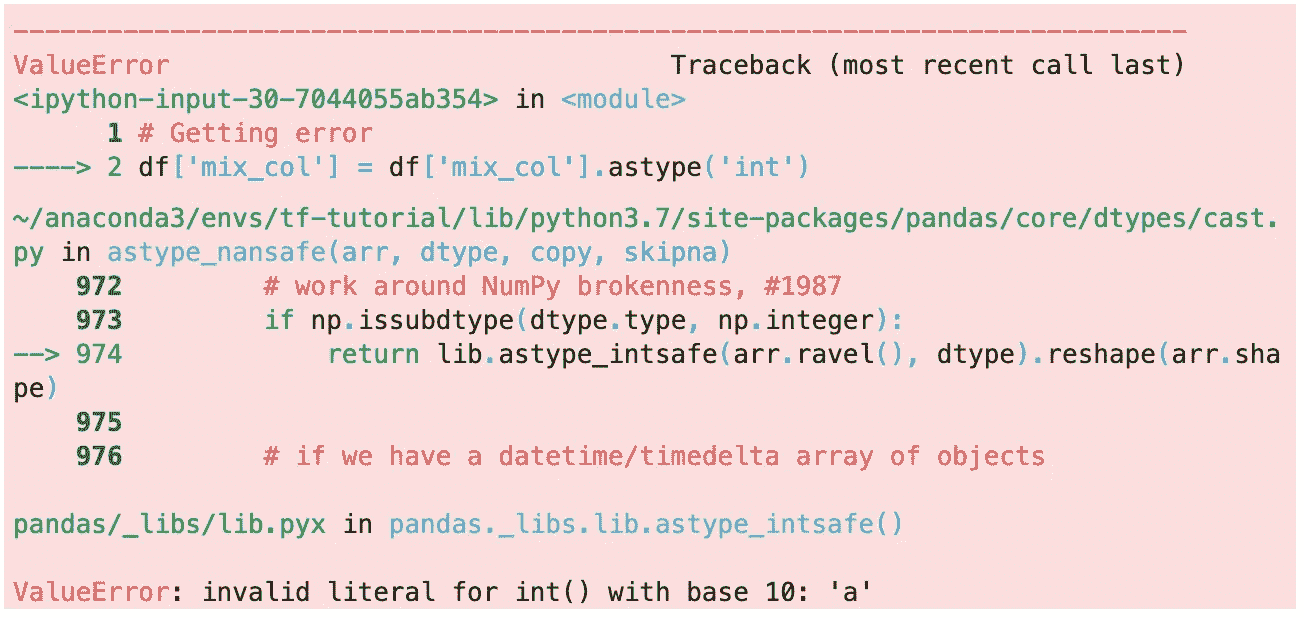 ---------------------------------------------------------------------------
ValueError                                Traceback (most recent call last)
<ipython-input-30-7044055ab354> in <module>
      1 # Getting error
----> 2 df['mix_col'] = df['mix_col'].astype('int')
~/anaconda3/envs/tf-tutorial/lib/python3.7/site-packages/pandas/core/dtypes/cast.
py in astype_nansafe(arr, dtype, copy, skipna)
    972         # work around NumPy brokenness, #1987
    973         if np.issubdtype(dtype.type, np.integer):
--> 974             return lib.astype_intsafe(arr.ravel(), dtype).reshape(arr.sha
pe)
    975
    976         # if we have a datetime/timedelta array of objects
pandas/_libs/lib.pyx in pandas._libs.lib.astype_intsafe()
ValueError: invalid literal for int() with base 10: 'a'